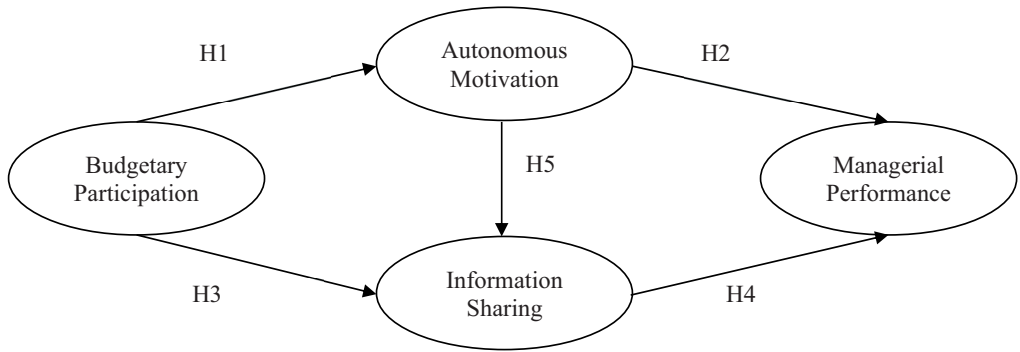 H1
Autonomous
Motivation
H2
Budgetary
Participation
H5
Managerial
Performance
H3
Information
Sharing
H4